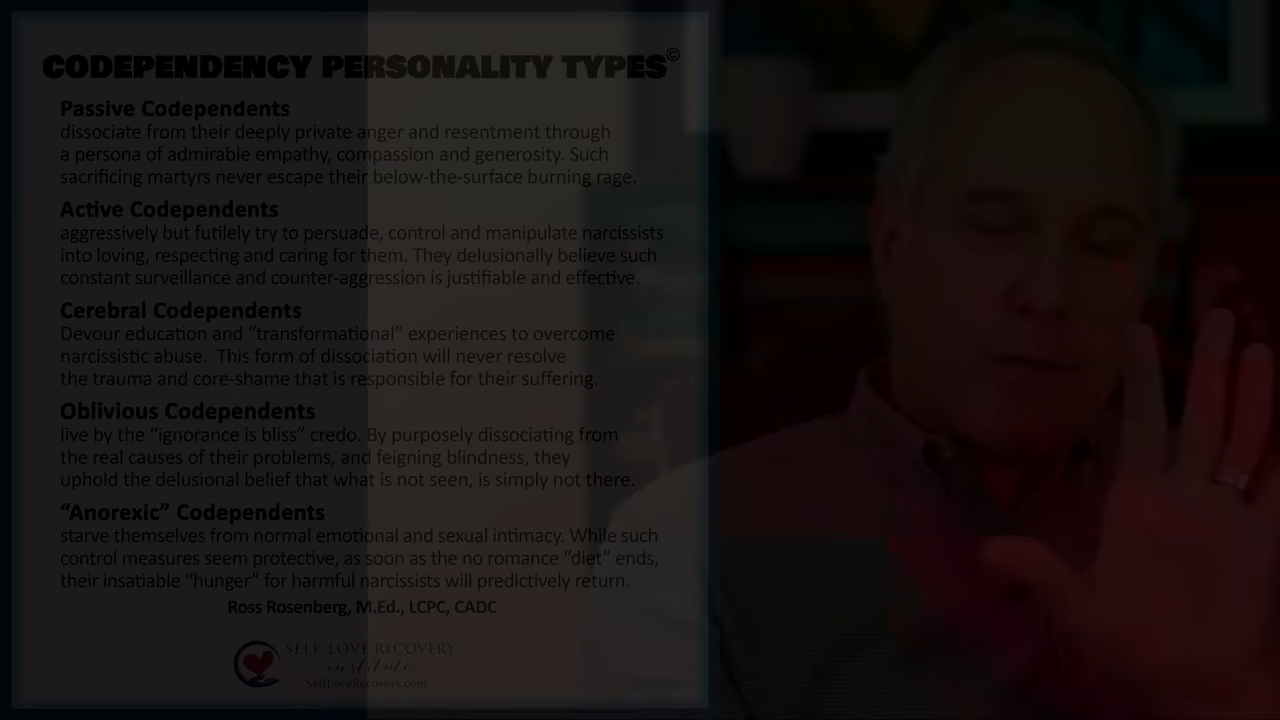 CODEPENDENCY PERSONALITY TYPES©
Passive Codependents
dissociate from their deeply private anger and resentment through
a persona of admirable empathy, compassion and generosity. Such
sacrificing martyrs never escape their below-the-surface burning rage.
Active Codependents
aggressively but futilely try to persuade, control and manipulate narcissists
into loving, respecting and caring for them. They delusionally believe such
constant surveillance and counter-aggression is justifiable and effective.
Cerebral Codependents
Devour education and “transformational” experiences to overcome
narcissistic abuse. This form of dissociation will never resolve
the trauma and core-shame that is responsible for their suffering.
Oblivious Codependents
live by the “ignorance is bliss” credo. By purposely dissociating from
the real causes of their problems, and feigning blindness, they
uphold the delusional belief that what is not seen, is simply not there.
“Anorexic” Codependents
starve themselves from normal emotional and sexual intimacy. While such
control measures seem protective, as soon as the no romance “diet” ends,
their insatiable “hunger” for harmful narcissists will predictively return.
Ross Rosenberg, M.Ed., LCPC, CADC
SELF-LOVE RECOVERY
institute
SelfLoveRecovery.com